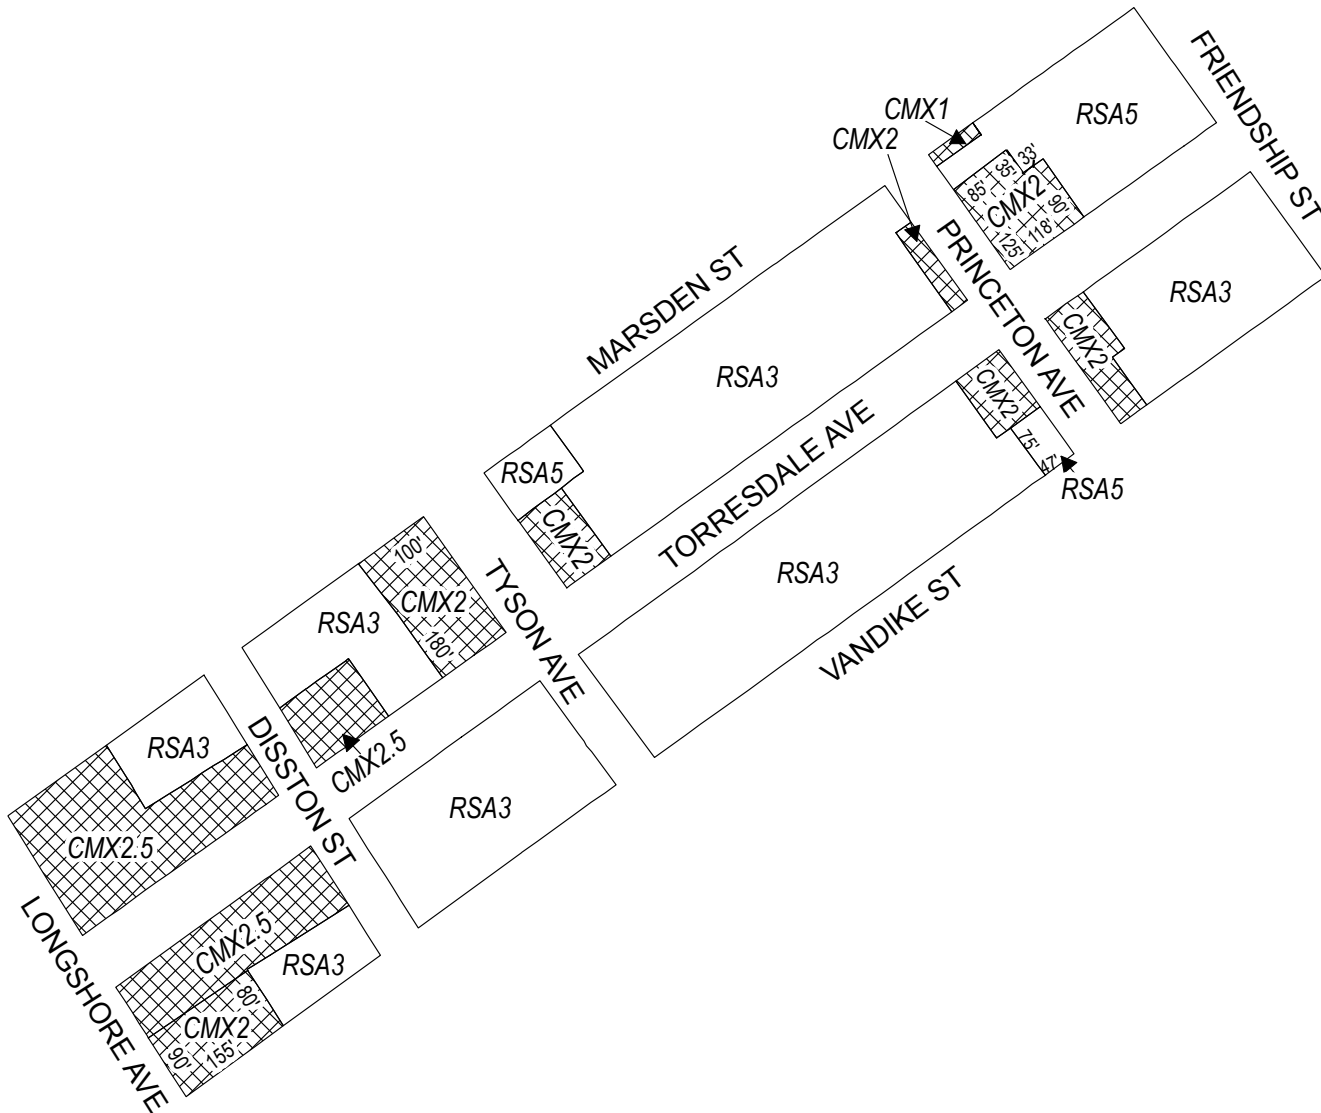 FRIENDSHIP ST
CMX1
RSA5
CMX2
33'
35'
85'
CMX2
90'
118'
125'
PRINCETON AVE
MARSDEN ST
RSA3
CMX2
RSA3
CMX2
75'
47'
RSA5
TORRESDALE AVE
RSA5
CMX2
RSA3
VANDIKE ST
100'
CMX2
180'
TYSON AVE
RSA3
CMX2.5
DISSTON ST
RSA3
RSA3
CMX2.5
LONGSHORE AVE
CMX2.5
RSA3
80'
CMX2
90'
155'